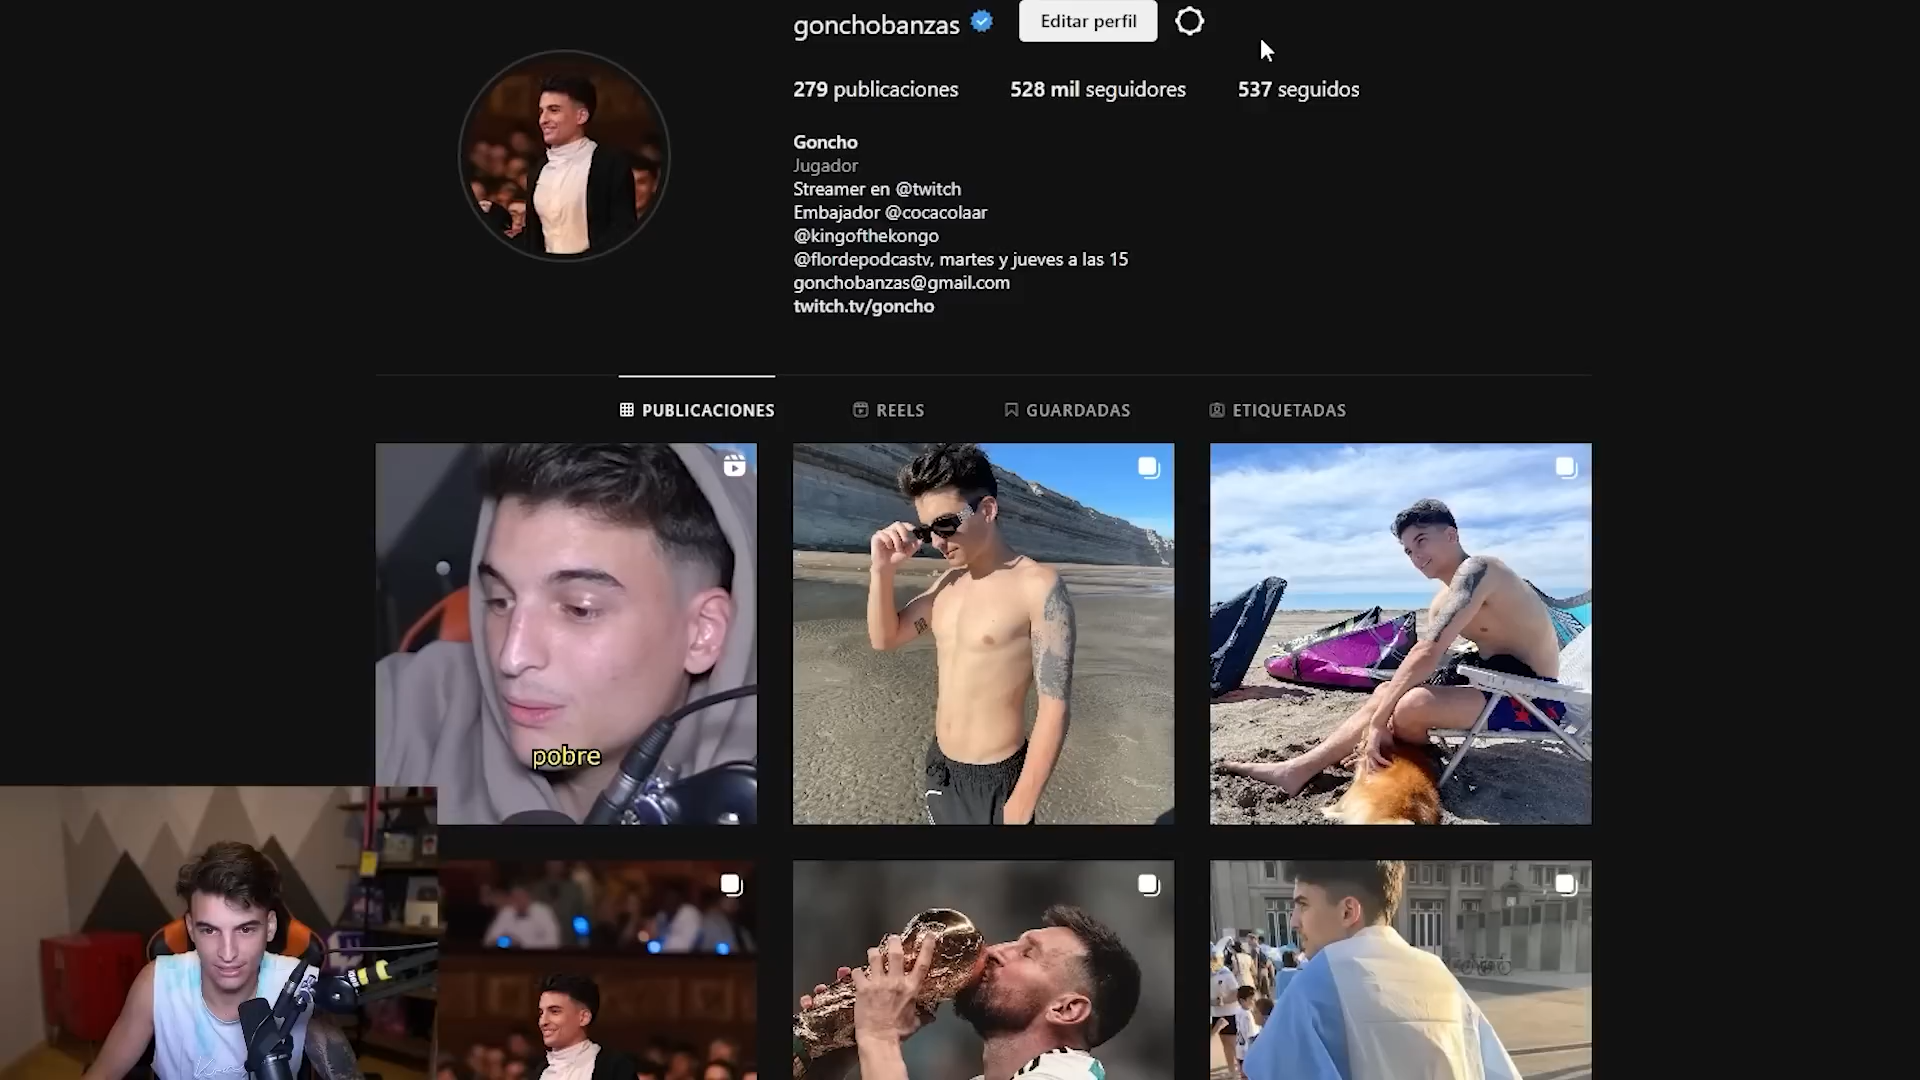 gonchobanzas
Editar perfil
279 publicaciones
528 mil seguidores
537 seguidos
Goncho
Jugador
Streamer en @twitch
Embajador @cocacolaar
@kingofthekongo
@flordepodcastv, martes y jueves a las 15
gonchobanzas@gmail.com
twitch.tv/goncho
PUBLICACIONES
REELS
GUARDADAS
ETIQUETADAS
pobre